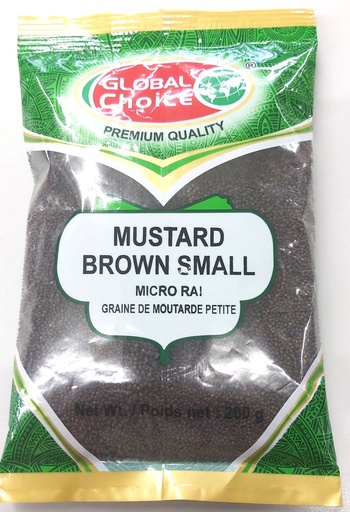 GLOBAL
Choice
®
PREMIUM QUALITY
MUSTARD
BROWN SMALL
MICRO RAI
GRAINE DE MOUTARDE PETITE
Net Wt. / Poids net : 200 g